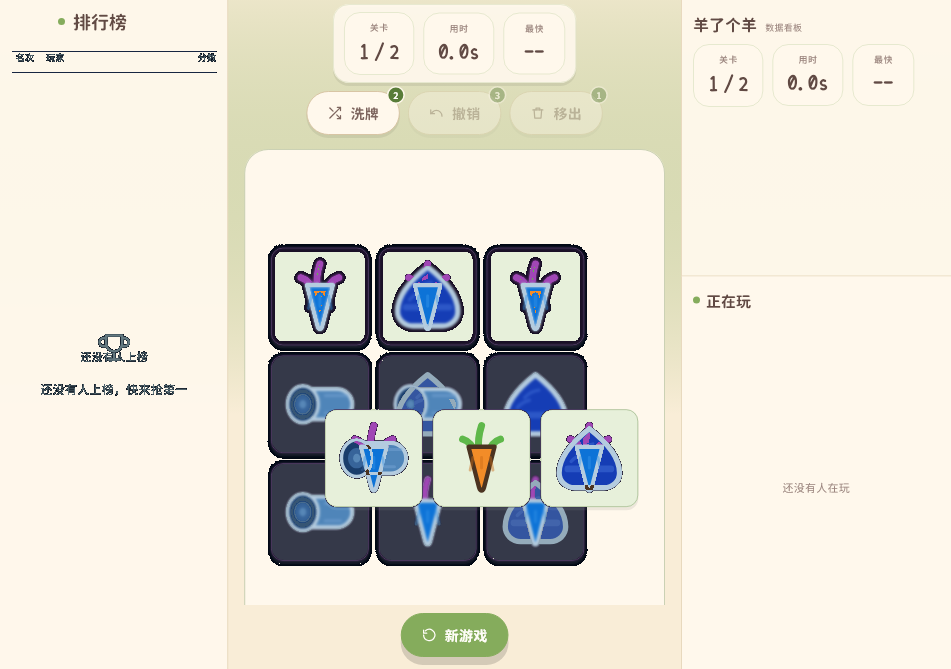 排行榜
名次 玩家 分数
还没有人上榜
还没有人上榜，快来抢第一
关卡 用时 最快
1/2 0.0s --
洗牌 2
撤销 3
移出 1
新游戏
羊了个羊 数据看板
关卡 用时 最快
1/2 0.0s --
正在玩
还没有人在玩